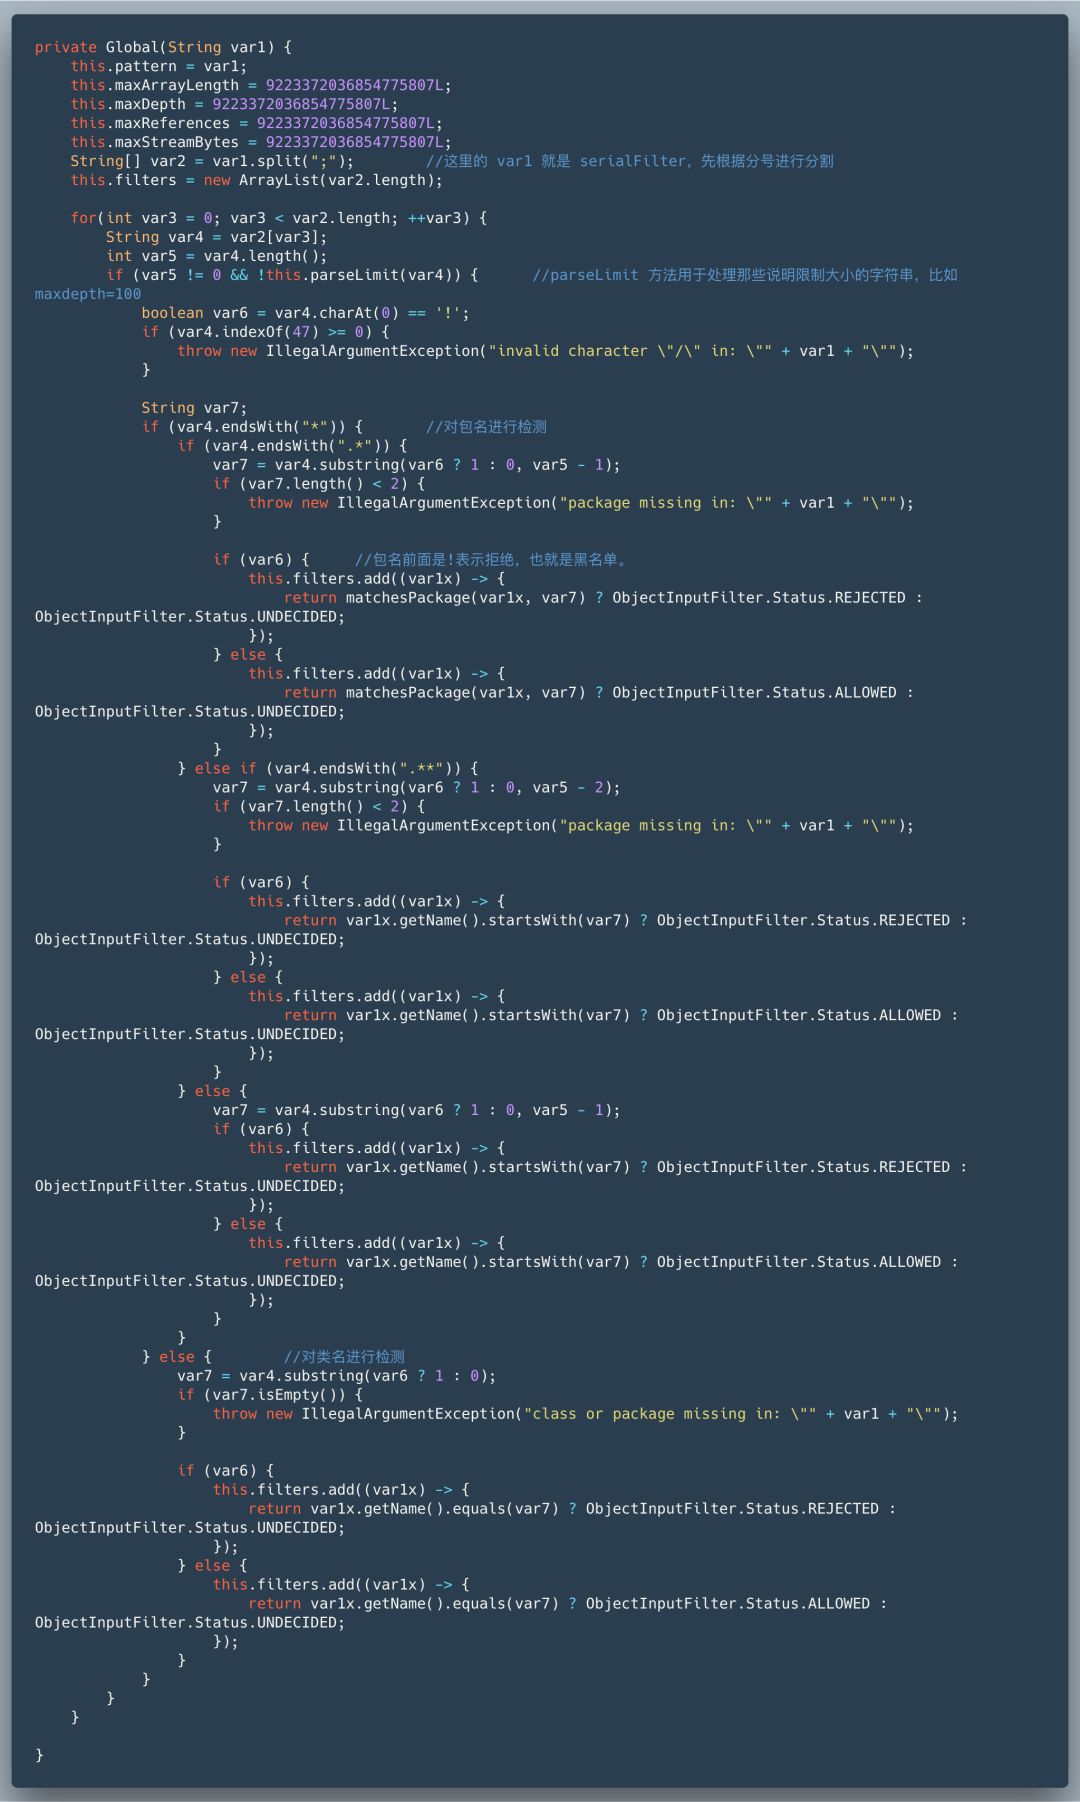 private Global(String var1) {
    this.pattern = var1;
    this.maxArrayLength = 9223372036854775807L;
    this.maxDepth = 9223372036854775807L;
    this.maxReferences = 9223372036854775807L;
    this.maxStreamBytes = 9223372036854775807L;
    String[] var2 = var1.split(";");        //这里的 var1 就是 serialFilter，先根据分号进行分割
    this.filters = new ArrayList(var2.length);

    for(int var3 = 0; var3 < var2.length; ++var3) {
        String var4 = var2[var3];
        int var5 = var4.length();
        if (var5 != 0 && !this.parseLimit(var4)) {      //parseLimit 方法用于处理那些说明限制大小的字符串，比如
maxdepth=100
            boolean var6 = var4.charAt(0) == '!';
            if (var4.indexOf(47) >= 0) {
                throw new IllegalArgumentException("invalid character \"/\" in: \"" + var1 + "\"");
            }

            String var7;
            if (var4.endsWith("*")) {       //对包名进行检测
                if (var4.endsWith(".*")) {
                    var7 = var4.substring(var6 ? 1 : 0, var5 - 1);
                    if (var7.length() < 2) {
                        throw new IllegalArgumentException("package missing in: \"" + var1 + "\"");
                    }

                    if (var6) {     //包名前面是!表示拒绝，也就是黑名单。
                        this.filters.add((var1x) -> {
                            return matchesPackage(var1x, var7) ? ObjectInputFilter.Status.REJECTED :
ObjectInputFilter.Status.UNDECIDED;
                        });
                    } else {
                        this.filters.add((var1x) -> {
                            return matchesPackage(var1x, var7) ? ObjectInputFilter.Status.ALLOWED :
ObjectInputFilter.Status.UNDECIDED;
                        });
                    }
                } else if (var4.endsWith(".**")) {
                    var7 = var4.substring(var6 ? 1 : 0, var5 - 2);
                    if (var7.length() < 2) {
                        throw new IllegalArgumentException("package missing in: \"" + var1 + "\"");
                    }

                    if (var6) {
                        this.filters.add((var1x) -> {
                            return var1x.getName().startsWith(var7) ? ObjectInputFilter.Status.REJECTED :
ObjectInputFilter.Status.UNDECIDED;
                        });
                    } else {
                        this.filters.add((var1x) -> {
                            return var1x.getName().startsWith(var7) ? ObjectInputFilter.Status.ALLOWED :
ObjectInputFilter.Status.UNDECIDED;
                        });
                    }
                } else {
                    var7 = var4.substring(var6 ? 1 : 0, var5 - 1);
                    if (var6) {
                        this.filters.add((var1x) -> {
                            return var1x.getName().startsWith(var7) ? ObjectInputFilter.Status.REJECTED :
ObjectInputFilter.Status.UNDECIDED;
                        });
                    } else {
                        this.filters.add((var1x) -> {
                            return var1x.getName().startsWith(var7) ? ObjectInputFilter.Status.ALLOWED :
ObjectInputFilter.Status.UNDECIDED;
                        });
                    }
                }
            } else {        //对类名进行检测
                var7 = var4.substring(var6 ? 1 : 0);
                if (var7.isEmpty()) {
                    throw new IllegalArgumentException("class or package missing in: \"" + var1 + "\"");
                }

                if (var6) {
                    this.filters.add((var1x) -> {
                        return var1x.getName().equals(var7) ? ObjectInputFilter.Status.REJECTED :
ObjectInputFilter.Status.UNDECIDED;
                    });
                } else {
                    this.filters.add((var1x) -> {
                        return var1x.getName().equals(var7) ? ObjectInputFilter.Status.ALLOWED :
ObjectInputFilter.Status.UNDECIDED;
                    });
                }
            }
        }
    }

}